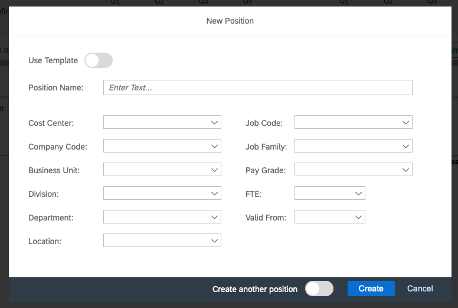 New Position
Use Template
Position Name: Enter Text...
Cost Center: Job Code:
Company Code: Job Family:
Business Unit: Pay Grade:
Division: FTE:
Department: Valid From:
Location:
Create another position Create Cancel